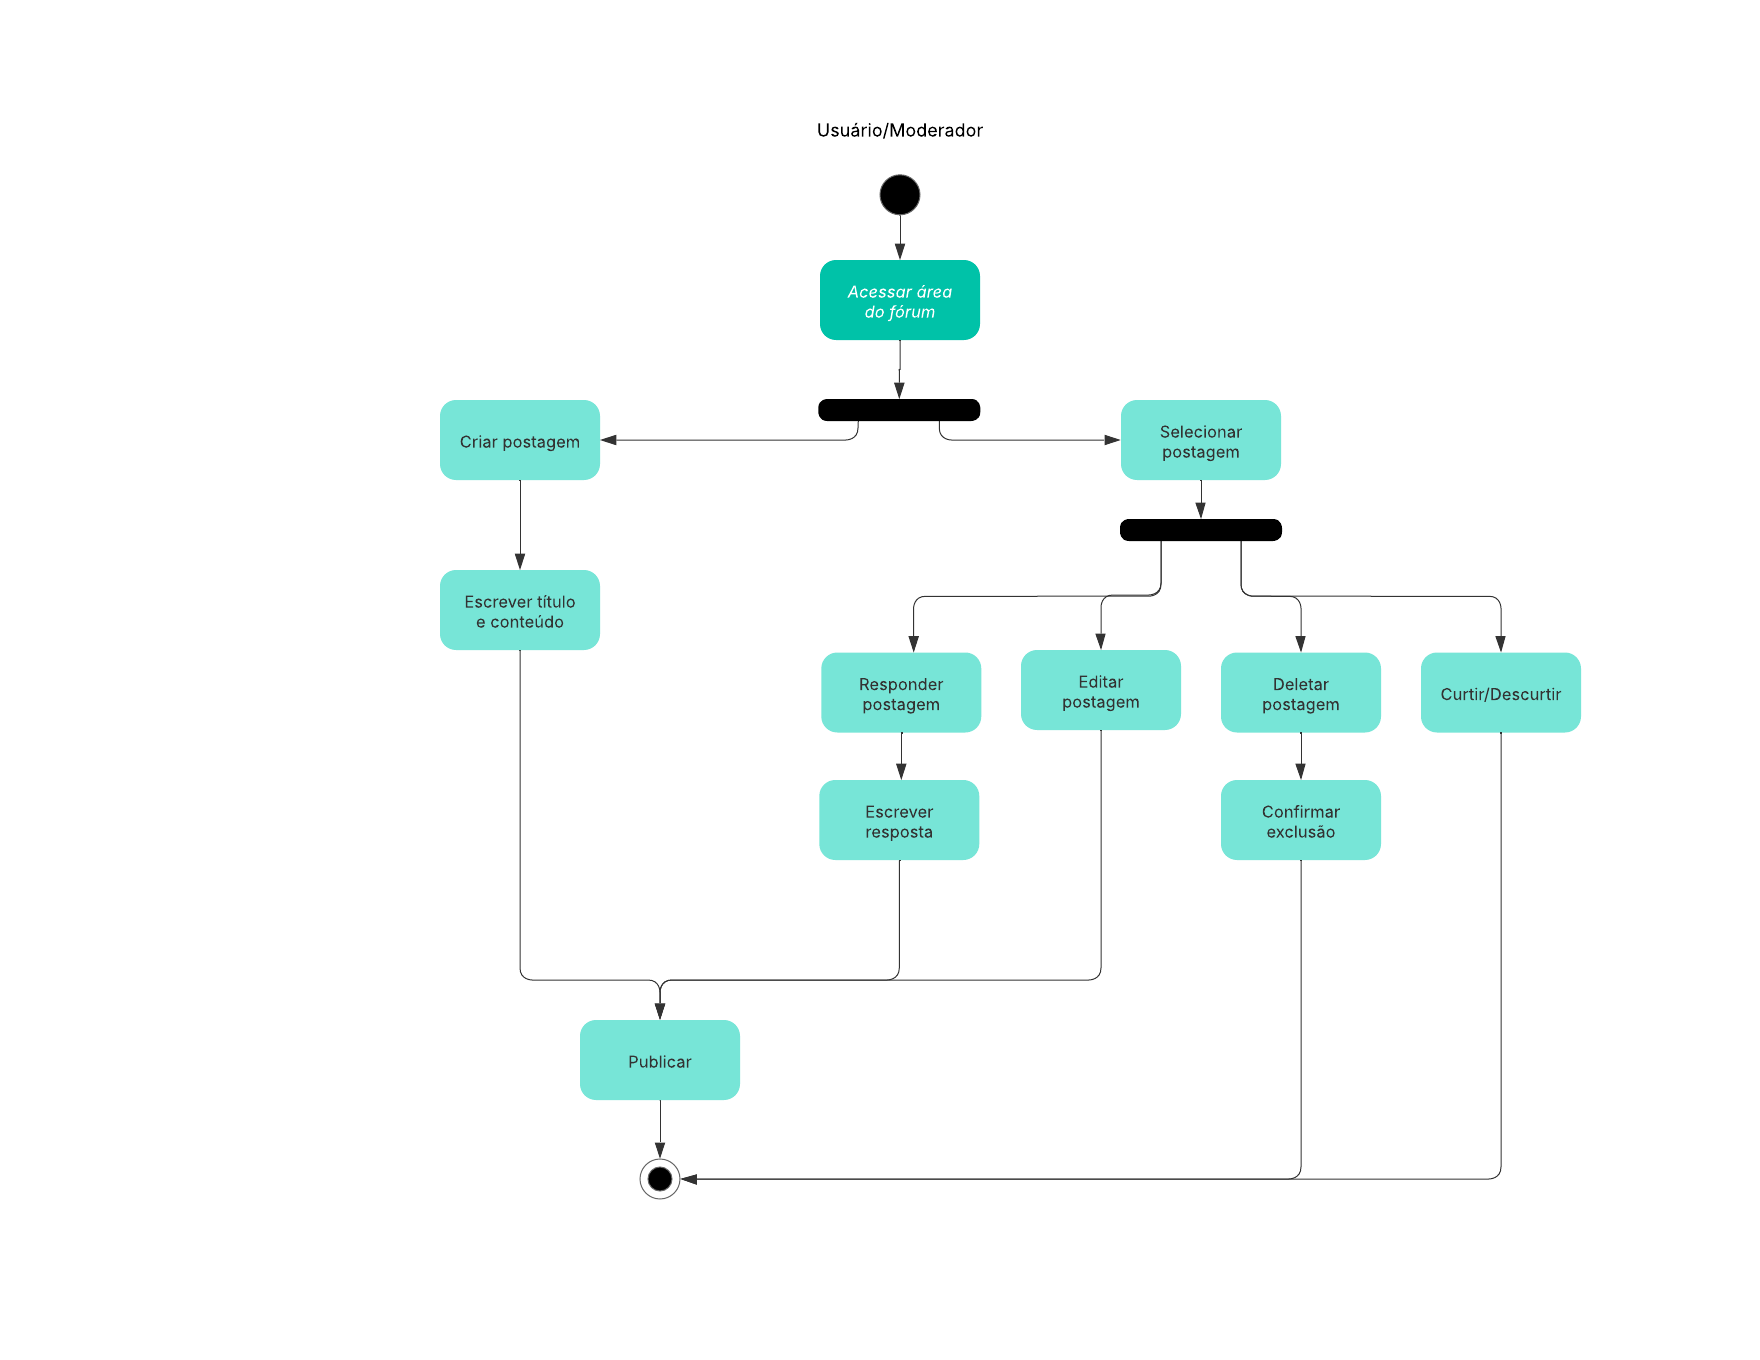 Usuário/Moderador
Acessar área
do fórum
Criar postagem
Selecionar
postagem
Escrever título
e conteúdo
Responder
postagem
Editar
postagem
Deletar
postagem
Curtir/Descurtir
Escrever
resposta
Confirmar
exclusão
Publicar